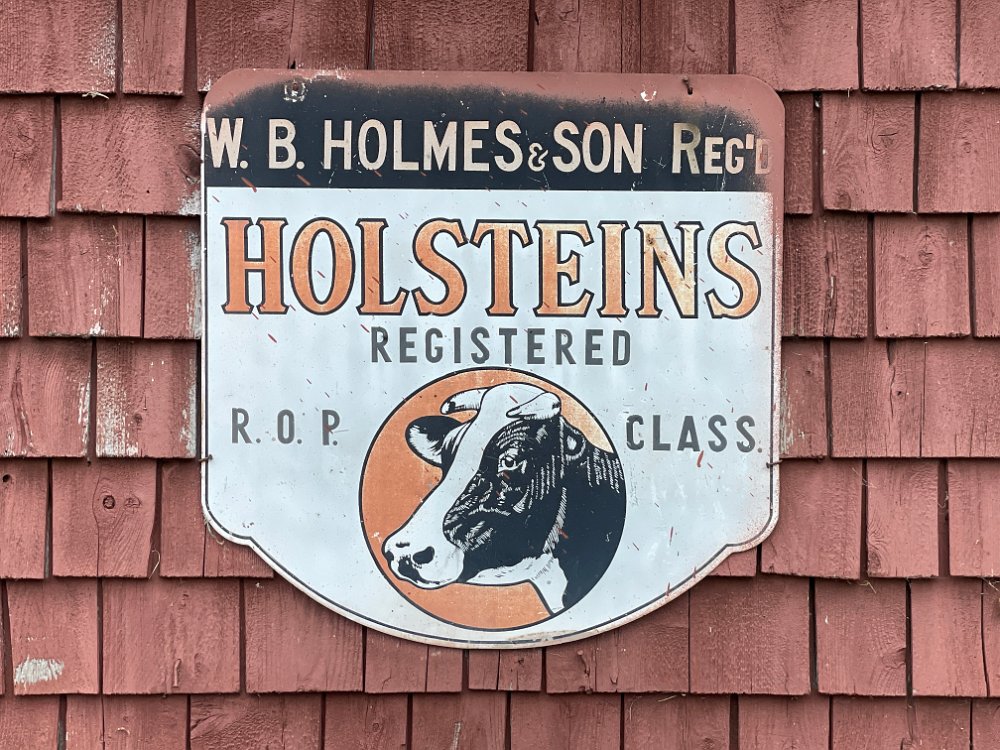 W. B. HOLMES & SON REG'D
HOLSTEINS
REGISTERED
R. O. P. CLASS.